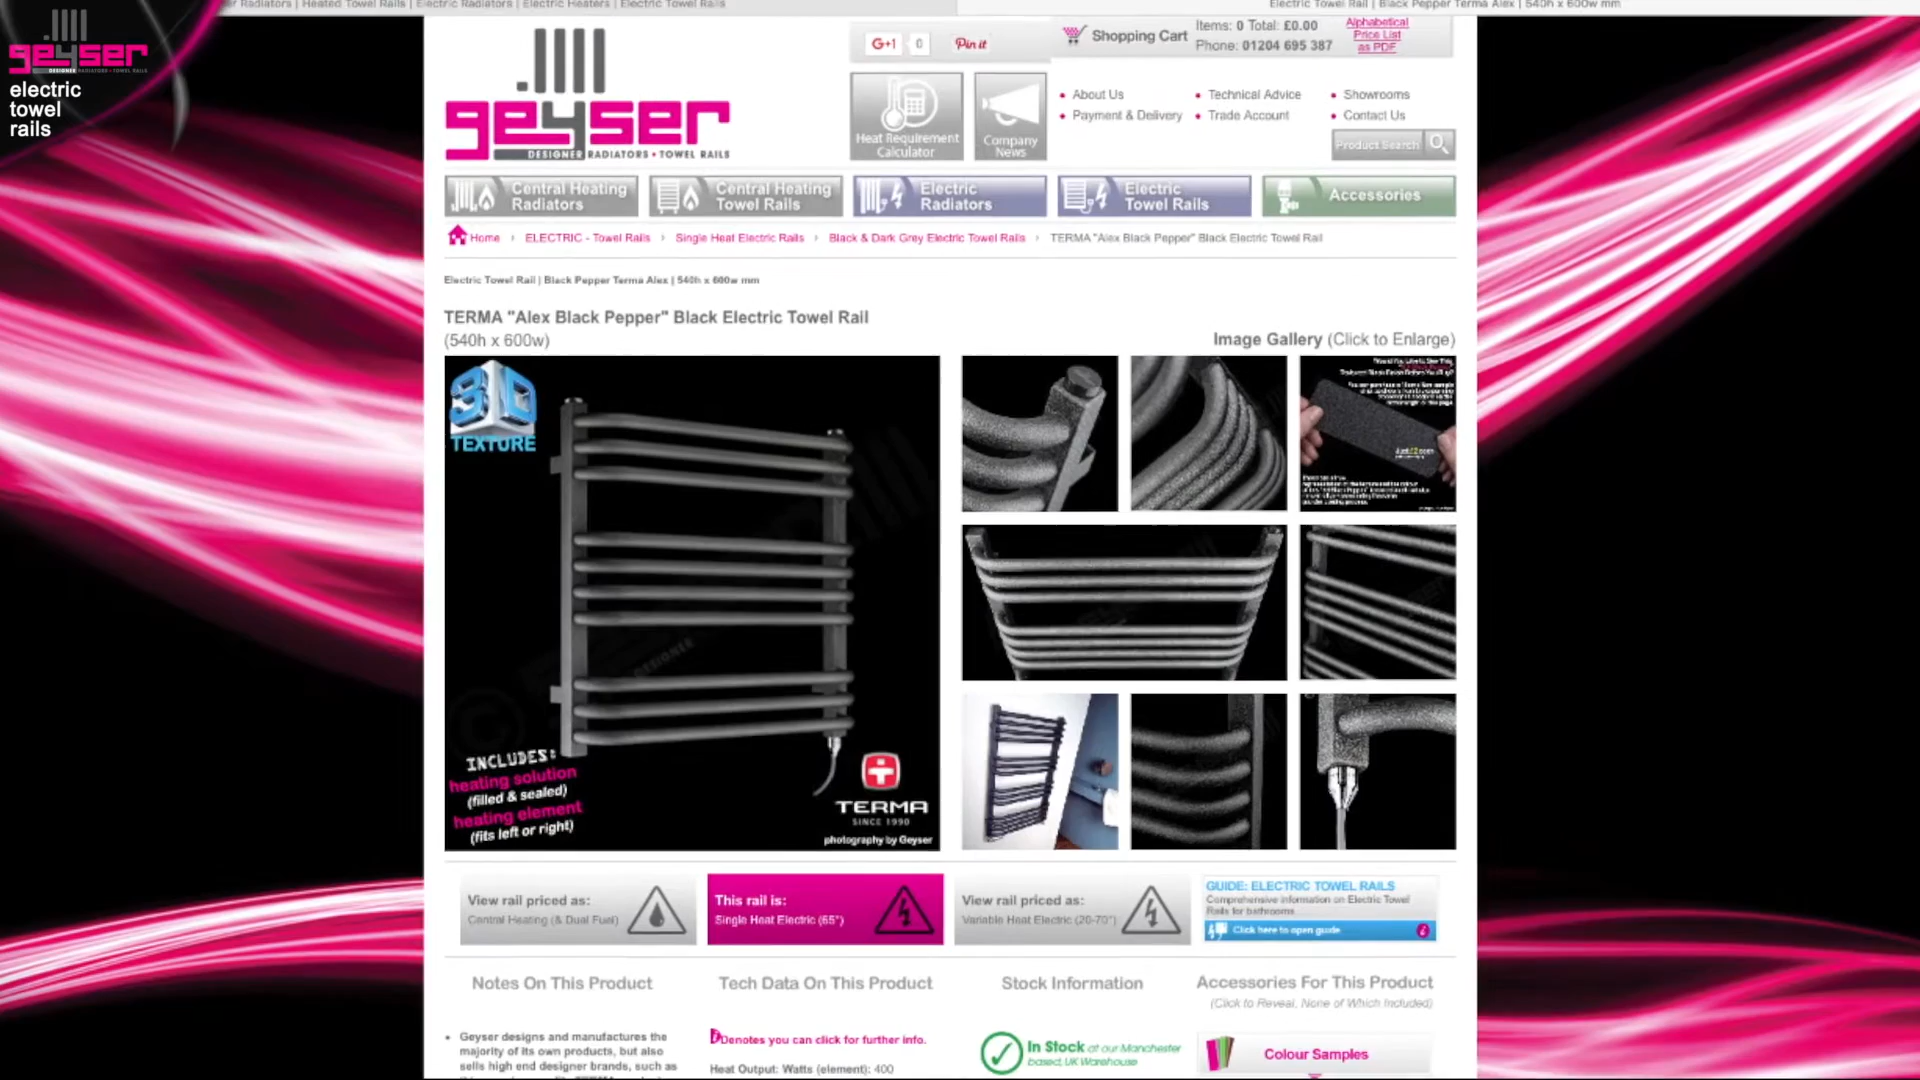 er Radiators | Heated Towel Rails | Electric Radiators | Electric Heaters | Electric Towel Rails
Electric Towel Rail | Black Pepper Terma Alex | 540h x 600w mm
geyser
DESIGNER RADIATORS • TOWEL RAILS
electric
towel
rails
geyser
DESIGNER RADIATORS • TOWEL RAILS
G+1 0
Pin it
Shopping Cart
Items: 0 Total: £0.00
Phone: 01204 695 387
Alphabetical
Price List
as PDF
Heat Requirement
Calculator
Company
News
• About Us
• Technical Advice
• Showrooms
• Payment & Delivery
• Trade Account
• Contact Us
Product Search
Central Heating
Radiators
Central Heating
Towel Rails
Electric
Radiators
Electric
Towel Rails
Accessories
Home › ELECTRIC - Towel Rails › Single Heat Electric Rails › Black & Dark Grey Electric Towel Rails › TERMA "Alex Black Pepper" Black Electric Towel Rail
Electric Towel Rail | Black Pepper Terma Alex | 540h x 600w mm
TERMA "Alex Black Pepper" Black Electric Towel Rail
(540h x 600w)
Image Gallery (Click to Enlarge)
3D
TEXTURE
INCLUDES:
heating solution
(filled & sealed)
heating element
(fits left or right)
TERMA
SINCE 1990
photography by Geyser
View rail priced as:
Central Heating (& Dual Fuel)
This rail is:
Single Heat Electric (65°)
View rail priced as:
Variable Heat Electric (20-70°)
GUIDE: ELECTRIC TOWEL RAILS
Comprehensive information on Electric Towel
Rails for bathrooms
Click here to open guide
i
Notes On This Product
Tech Data On This Product
Stock Information
Accessories For This Product
(Click to Reveal, None of Which Included)
• Geyser designs and manufactures the
majority of its own products, but also
sells high end designer brands, such as
Denotes you can click for further info.
Heat Output: Watts (element): 400
In Stock at our Manchester
based, UK Warehouse
Colour Samples